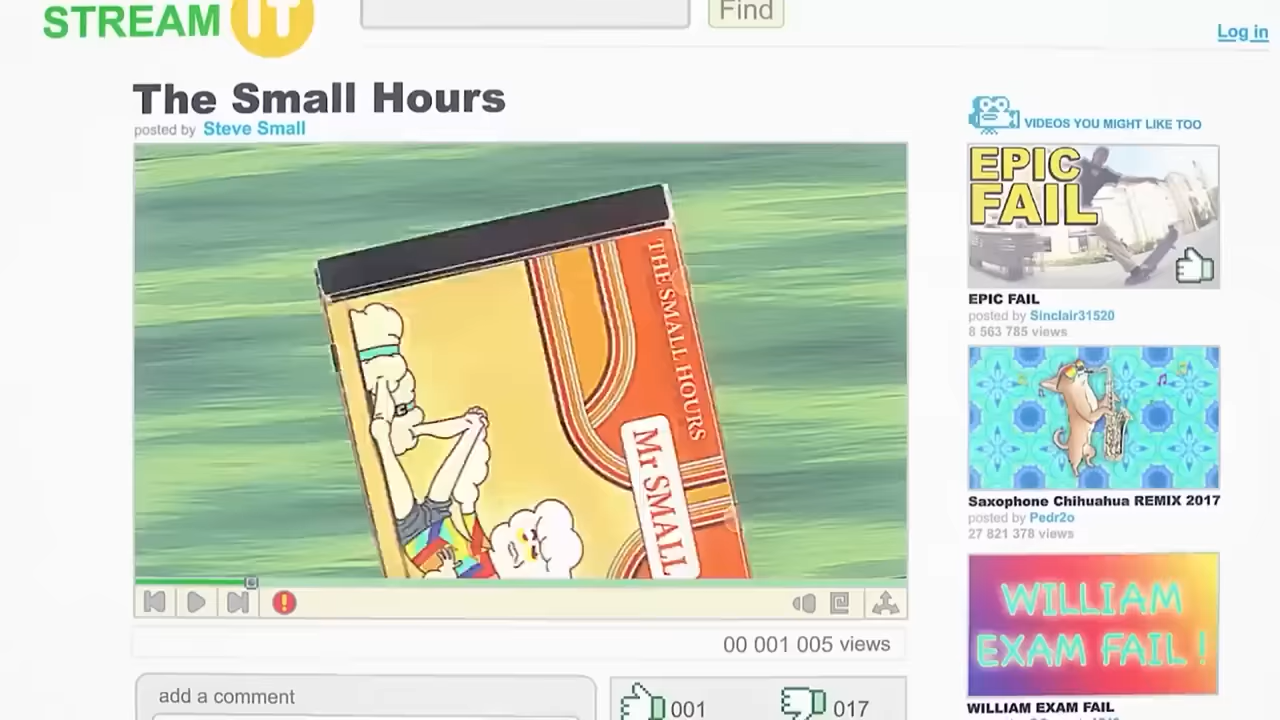 STREAM IT
Find
Log in
The Small Hours
posted by Steve Small
THE SMALL HOURS
Mr SMALL
00 001 005 views
add a comment
001
017
VIDEOS YOU MIGHT LIKE TOO
EPIC
FAIL
EPIC FAIL
posted by Sinclair31520
8 563 785 views
Saxophone Chihuahua REMIX 2017
posted by Pedr2o
27 821 378 views
WILLIAM
EXAM FAIL !
WILLIAM EXAM FAIL